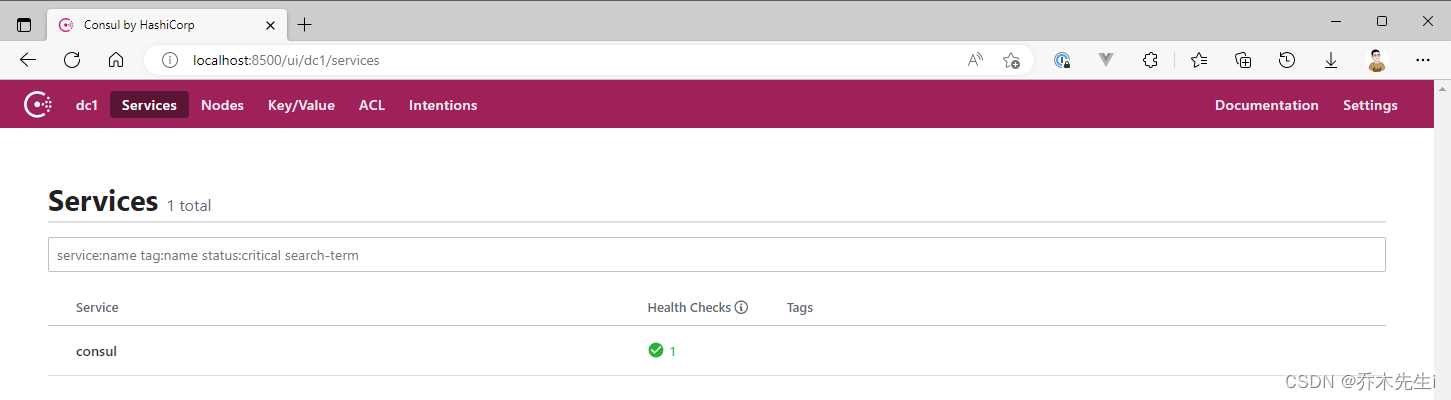 Consul by HashiCorp
localhost:8500/ui/dc1/services
dc1 Services Nodes Key/Value ACL Intentions Documentation Settings
Services 1 total
service:name tag:name status:critical search-term
Service Health Checks Tags
consul 1
CSDN @乔木先生i